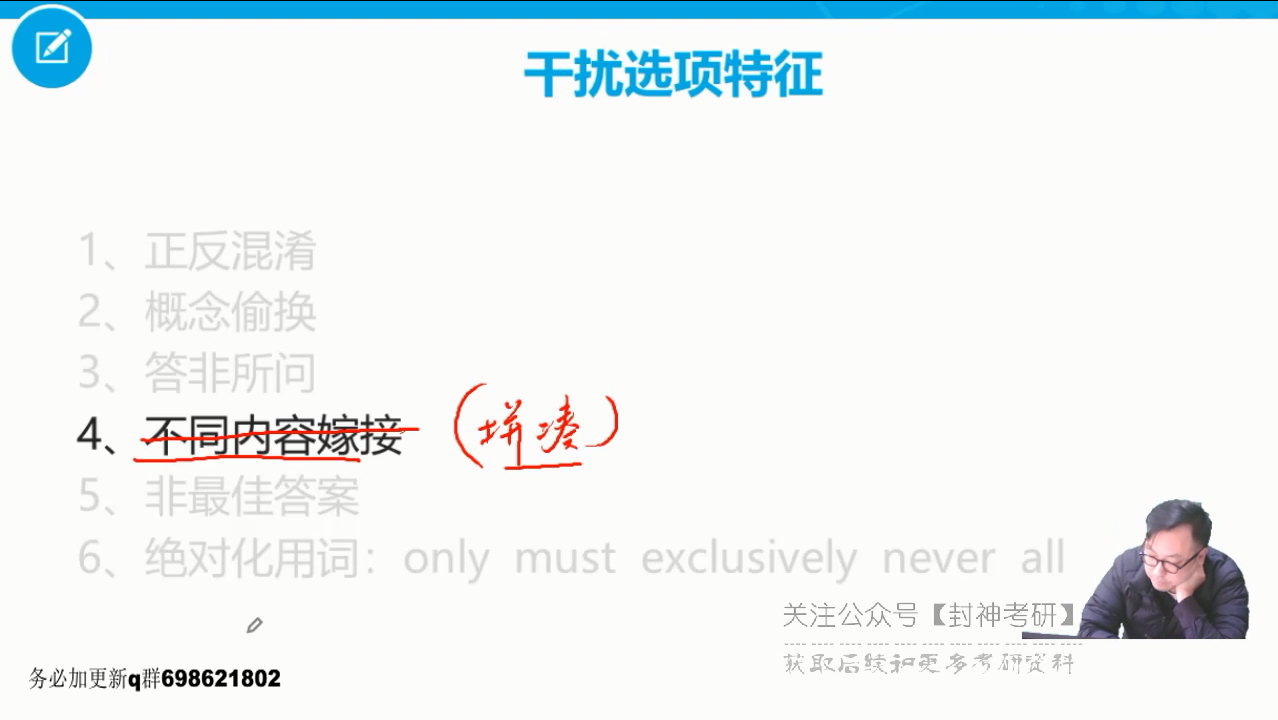 干扰选项特征
1、正反混淆
2、概念偷换
3、答非所问
4、不同内容嫁接 (拼凑)
5、非最佳答案
6、绝对化用词：only must exclusively never all
关注公众号【封神考研】
获取后续和更多考研资料
务必加更新q群698621802